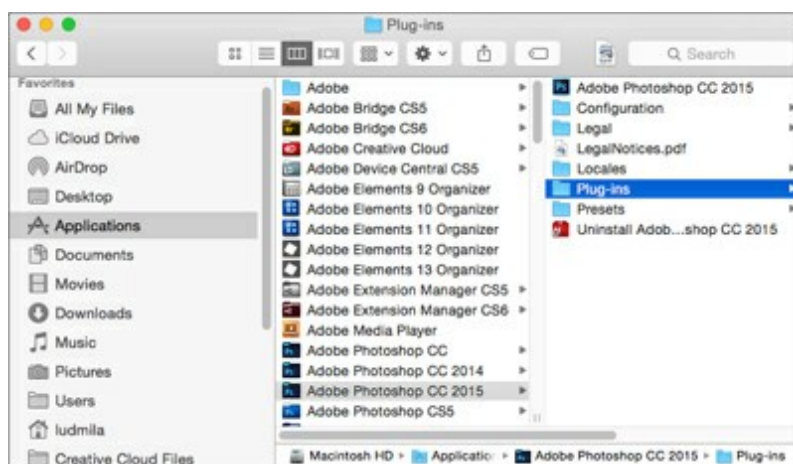 Plug-ins
Search
Favorites
All My Files
iCloud Drive
AirDrop
Desktop
Applications
Documents
Movies
Downloads
Music
Pictures
Users
ludmila
Creative Cloud Files
Adobe
Adobe Bridge CS5
Adobe Bridge CS6
Adobe Creative Cloud
Adobe Device Central CS5
Adobe Elements 9 Organizer
Adobe Elements 10 Organizer
Adobe Elements 11 Organizer
Adobe Elements 12 Organizer
Adobe Elements 13 Organizer
Adobe Extension Manager CS5
Adobe Extension Manager CS6
Adobe Media Player
Adobe Photoshop CC
Adobe Photoshop CC 2014
Adobe Photoshop CC 2015
Adobe Photoshop CS5
Adobe Photoshop CC 2015
Configuration
Legal
LegalNotices.pdf
Locales
Plug-ins
Presets
Uninstall Adob...shop CC 2015
Macintosh HD Applicatio Adobe Photoshop CC 2015 Plug-ins